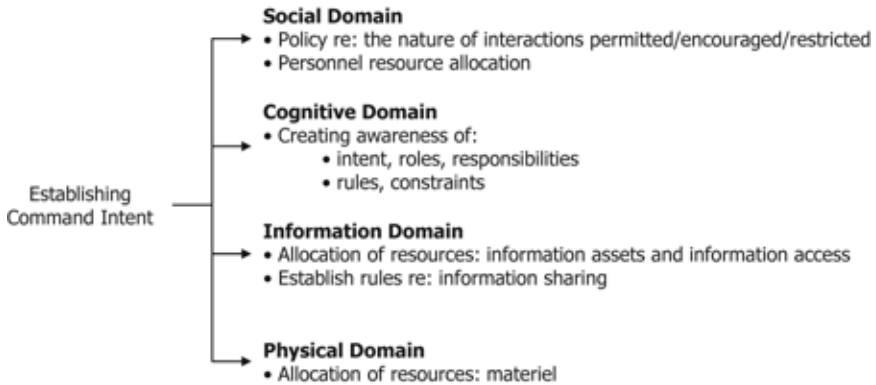 Social Domain
• Policy re: the nature of interactions permitted/encouraged/restricted
• Personnel resource allocation
Cognitive Domain
• Creating awareness of:
• intent, roles, responsibilities
• rules, constraints
Establishing
Command Intent
Information Domain
• Allocation of resources: information assets and information access
• Establish rules re: information sharing
Physical Domain
• Allocation of resources: materiel